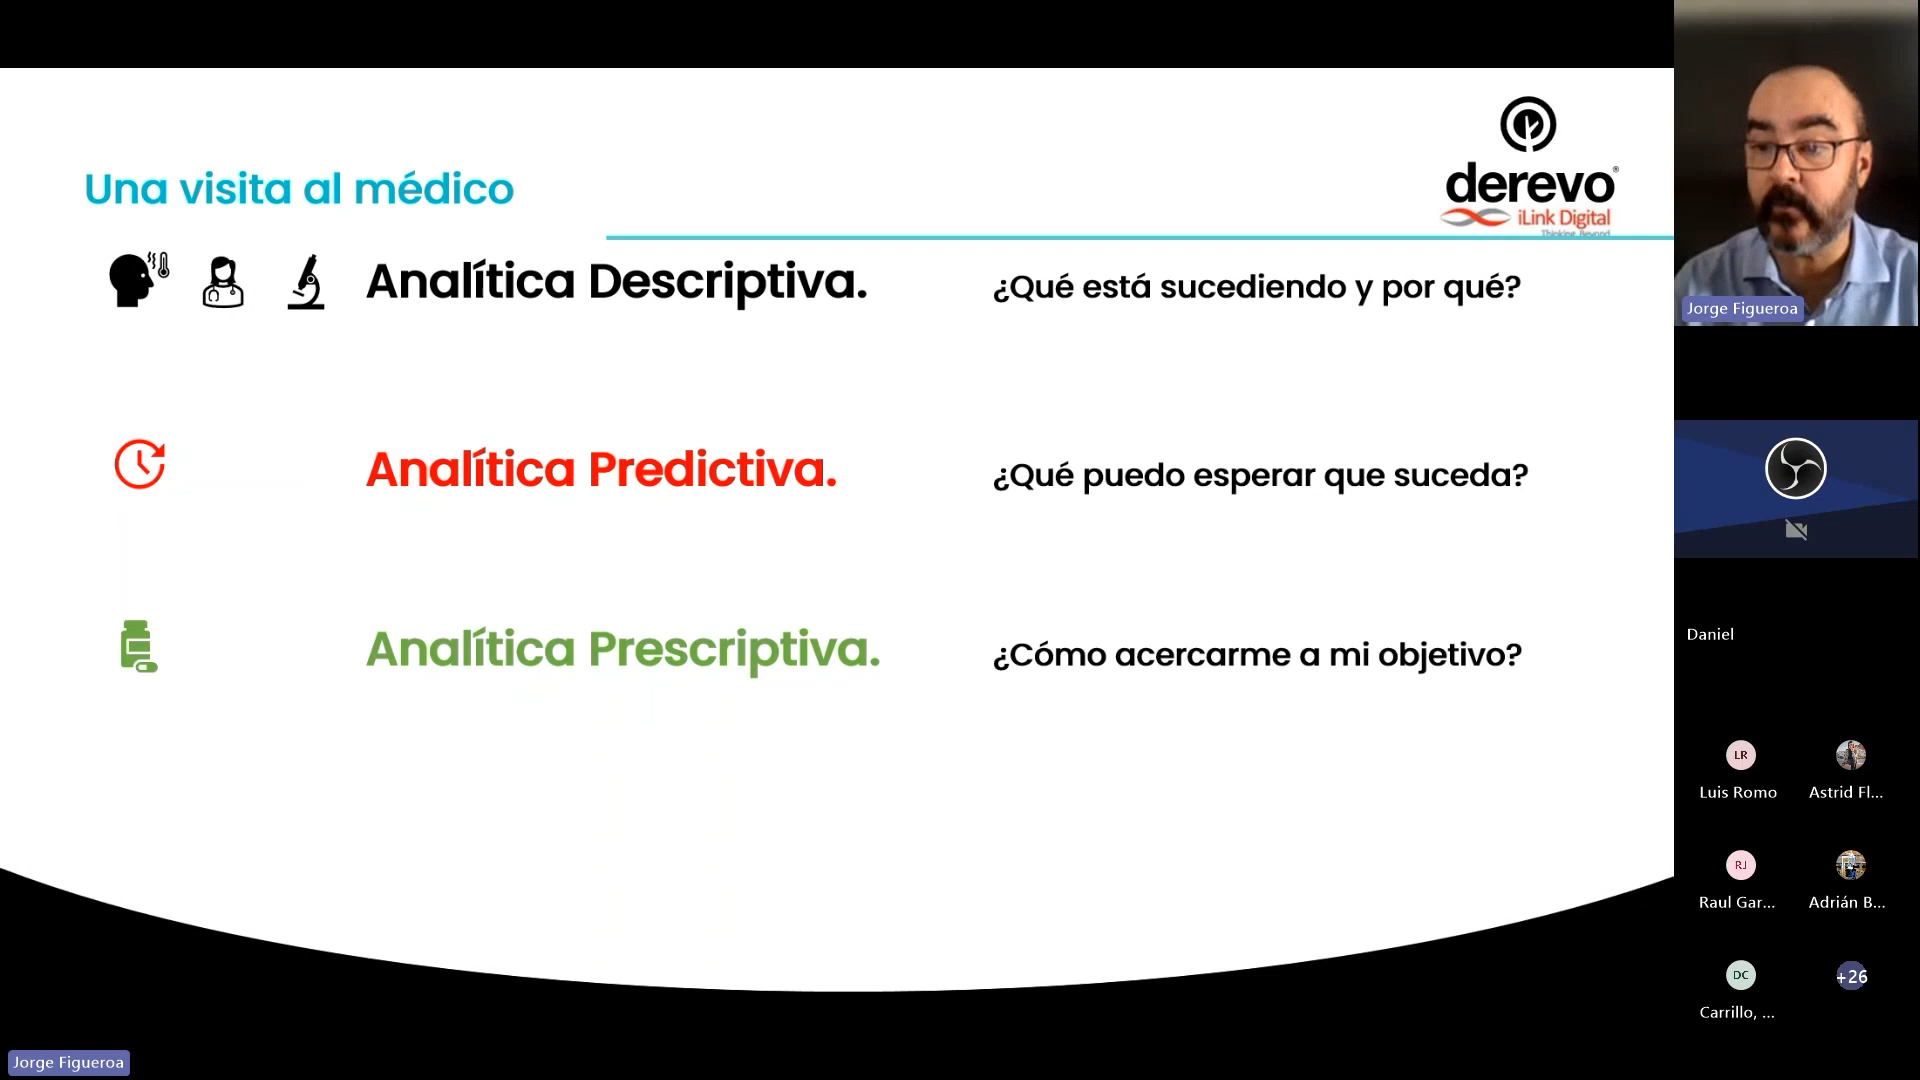 derevo®
iLink Digital
Thinking. Beyond.
Una visita al médico
Analítica Descriptiva.
¿Qué está sucediendo y por qué?
Analítica Predictiva.
¿Qué puedo esperar que suceda?
Analítica Prescriptiva.
¿Cómo acercarme a mi objetivo?
Jorge Figueroa
Jorge Figueroa
Daniel
LR
Luis Romo
Astrid Fl...
RJ
Raul Gar...
Adrián B...
DC
Carrillo, ...
+26